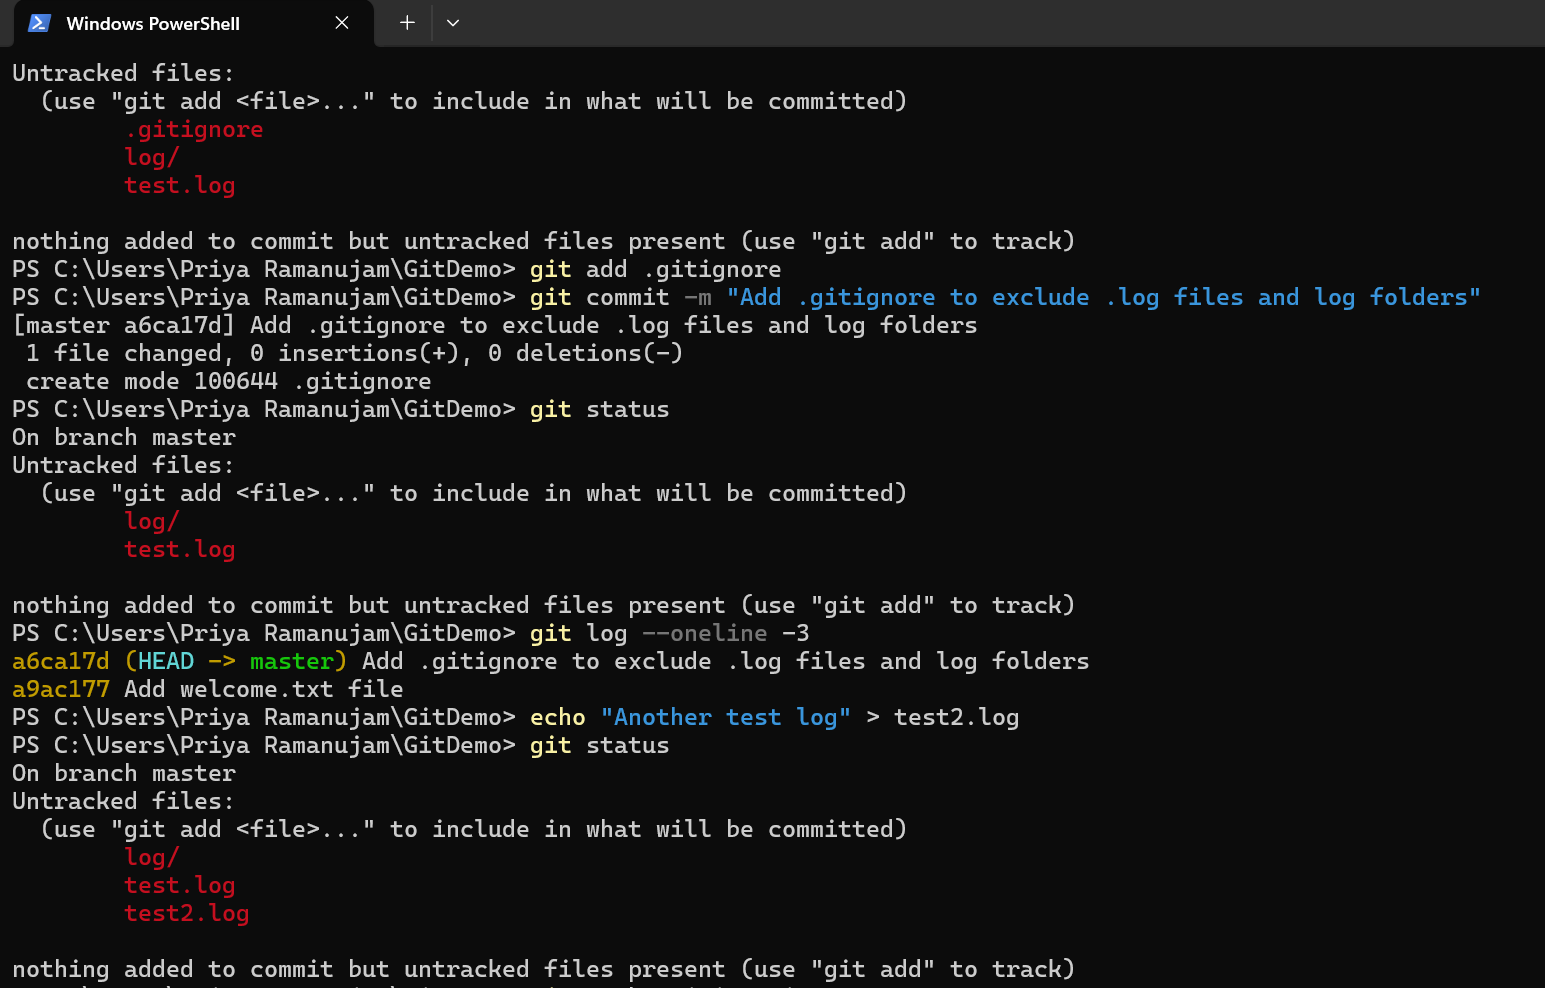 Windows PowerShell
Untracked files:
  (use "git add <file>..." to include in what will be committed)
        .gitignore
        log/
        test.log

nothing added to commit but untracked files present (use "git add" to track)
PS C:\Users\Priya Ramanujam\GitDemo> git add .gitignore
PS C:\Users\Priya Ramanujam\GitDemo> git commit -m "Add .gitignore to exclude .log files and log folders"
[master a6ca17d] Add .gitignore to exclude .log files and log folders
 1 file changed, 0 insertions(+), 0 deletions(-)
 create mode 100644 .gitignore
PS C:\Users\Priya Ramanujam\GitDemo> git status
On branch master
Untracked files:
  (use "git add <file>..." to include in what will be committed)
        log/
        test.log

nothing added to commit but untracked files present (use "git add" to track)
PS C:\Users\Priya Ramanujam\GitDemo> git log --oneline -3
a6ca17d (HEAD -> master) Add .gitignore to exclude .log files and log folders
a9ac177 Add welcome.txt file
PS C:\Users\Priya Ramanujam\GitDemo> echo "Another test log" > test2.log
PS C:\Users\Priya Ramanujam\GitDemo> git status
On branch master
Untracked files:
  (use "git add <file>..." to include in what will be committed)
        log/
        test.log
        test2.log

nothing added to commit but untracked files present (use "git add" to track)